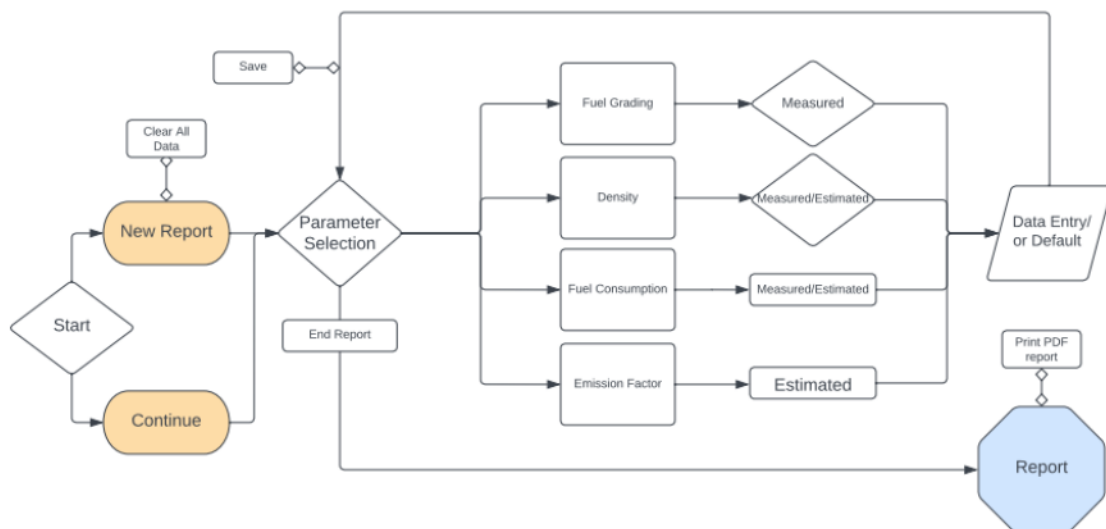 Save
Clear All
Data
New Report
Start
Continue
Parameter
Selection
End Report
Fuel Grading
Measured
Density
Measured/Estimated
Fuel Consumption
Measured/Estimated
Emission Factor
Estimated
Data Entry/
or Default
Print PDF
report
Report